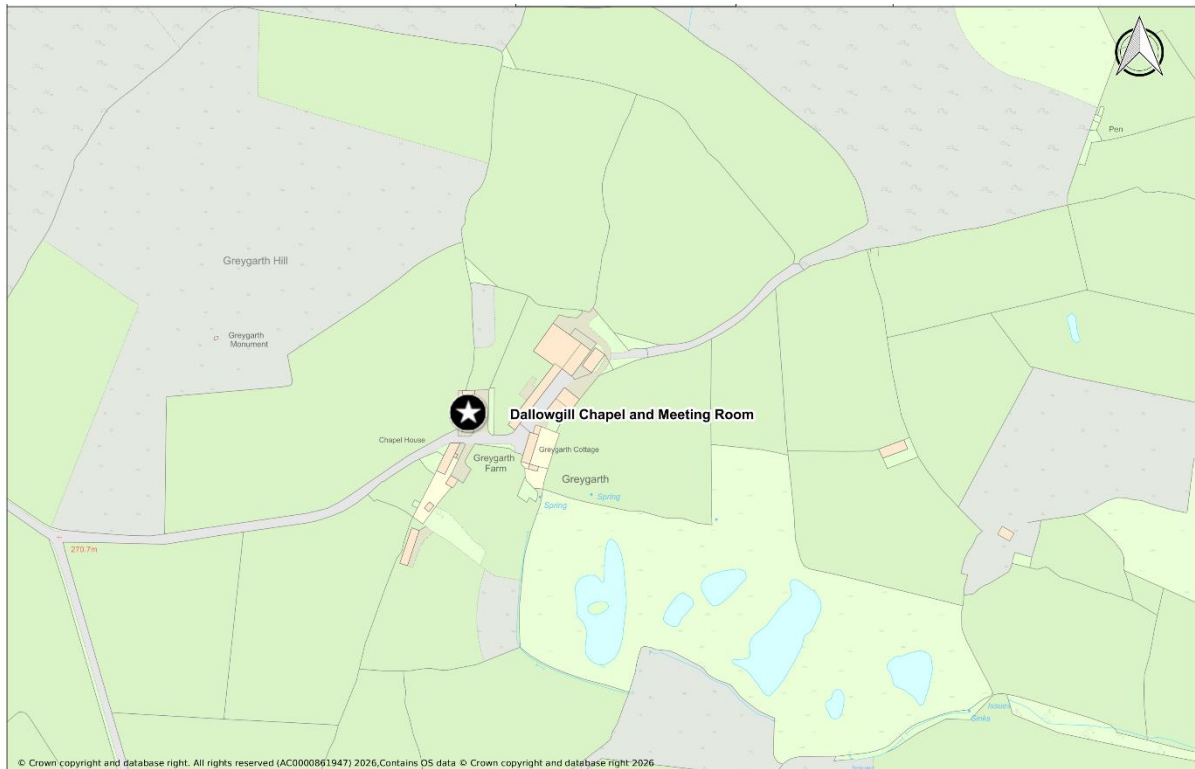 Pen
Greygarth Hill
Greygarth
Monument
Dallowgill Chapel and Meeting Room
Chapel House
Greygarth Cottage
Greygarth
Farm
Greygarth
Spring
Spring
270.7m
Issues
Sinks
© Crown copyright and database right. All rights reserved (AC0000861947) 2026,Contains OS data © Crown copyright and database right 2026